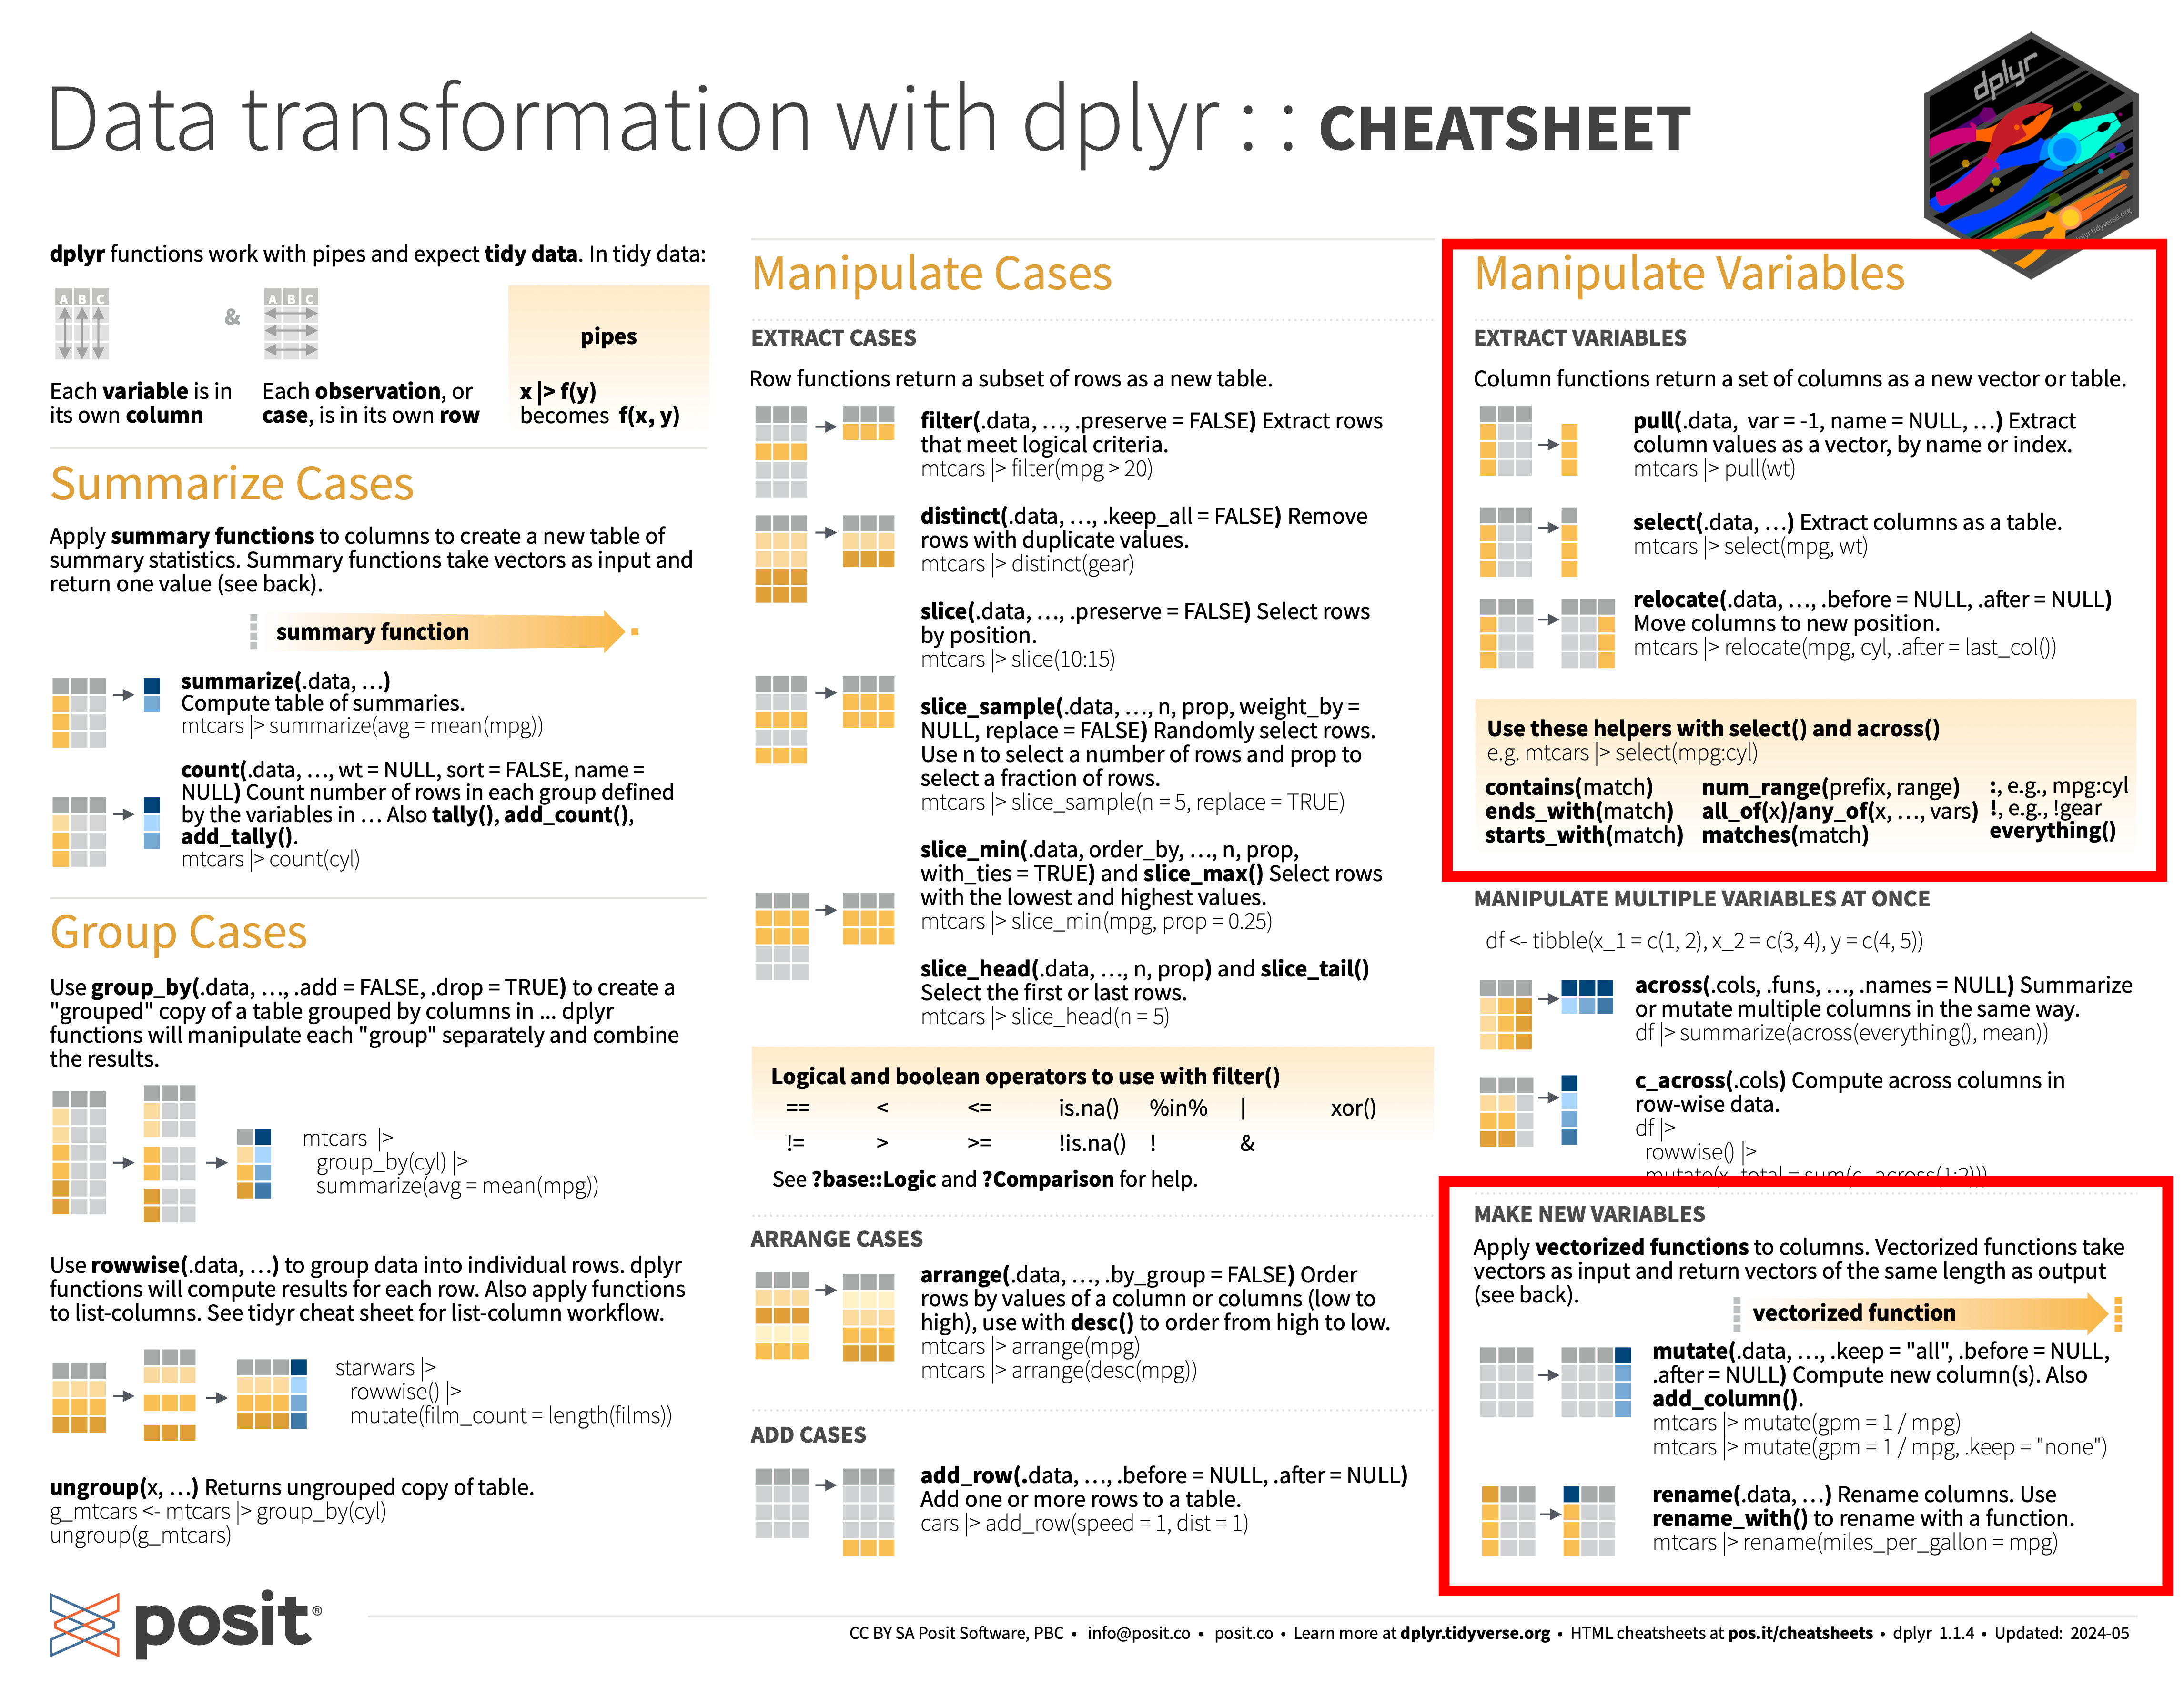 Data transformation with dplyr : : CHEATSHEET
dplyr
dplyr.tidyverse.org
dplyr functions work with pipes and expect tidy data. In tidy data:
A B C
&
A B C
pipes
Each variable is in
its own column
Each observation, or
case, is in its own row
x |> f(y)
becomes f(x, y)
Summarize Cases
Apply summary functions to columns to create a new table of
summary statistics. Summary functions take vectors as input and
return one value (see back).
summary function
summarize(.data, …)
Compute table of summaries.
mtcars |> summarize(avg = mean(mpg))
count(.data, …, wt = NULL, sort = FALSE, name =
NULL) Count number of rows in each group defined
by the variables in … Also tally(), add_count(),
add_tally().
mtcars |> count(cyl)
Group Cases
Use group_by(.data, …, .add = FALSE, .drop = TRUE) to create a
"grouped" copy of a table grouped by columns in ... dplyr
functions will manipulate each "group" separately and combine
the results.
mtcars |>
group_by(cyl) |>
summarize(avg = mean(mpg))
Use rowwise(.data, …) to group data into individual rows. dplyr
functions will compute results for each row. Also apply functions
to list-columns. See tidyr cheat sheet for list-column workflow.
starwars |>
rowwise() |>
mutate(film_count = length(films))
ungroup(x, …) Returns ungrouped copy of table.
g_mtcars <- mtcars |> group_by(cyl)
ungroup(g_mtcars)
Manipulate Cases
EXTRACT CASES
Row functions return a subset of rows as a new table.
filter(.data, …, .preserve = FALSE) Extract rows
that meet logical criteria.
mtcars |> filter(mpg > 20)
distinct(.data, …, .keep_all = FALSE) Remove
rows with duplicate values.
mtcars |> distinct(gear)
slice(.data, …, .preserve = FALSE) Select rows
by position.
mtcars |> slice(10:15)
slice_sample(.data, …, n, prop, weight_by =
NULL, replace = FALSE) Randomly select rows.
Use n to select a number of rows and prop to
select a fraction of rows.
mtcars |> slice_sample(n = 5, replace = TRUE)
slice_min(.data, order_by, …, n, prop,
with_ties = TRUE) and slice_max() Select rows
with the lowest and highest values.
mtcars |> slice_min(mpg, prop = 0.25)
slice_head(.data, …, n, prop) and slice_tail()
Select the first or last rows.
mtcars |> slice_head(n = 5)
Logical and boolean operators to use with filter()
== < <= is.na() %in% | xor()
!= > >= !is.na() ! &
See ?base::Logic and ?Comparison for help.
ARRANGE CASES
arrange(.data, …, .by_group = FALSE) Order
rows by values of a column or columns (low to
high), use with desc() to order from high to low.
mtcars |> arrange(mpg)
mtcars |> arrange(desc(mpg))
ADD CASES
add_row(.data, …, .before = NULL, .after = NULL)
Add one or more rows to a table.
cars |> add_row(speed = 1, dist = 1)
Manipulate Variables
EXTRACT VARIABLES
Column functions return a set of columns as a new vector or table.
pull(.data, var = -1, name = NULL, …) Extract
column values as a vector, by name or index.
mtcars |> pull(wt)
select(.data, …) Extract columns as a table.
mtcars |> select(mpg, wt)
relocate(.data, …, .before = NULL, .after = NULL)
Move columns to new position.
mtcars |> relocate(mpg, cyl, .after = last_col())
Use these helpers with select() and across()
e.g. mtcars |> select(mpg:cyl)
contains(match) num_range(prefix, range) :, e.g., mpg:cyl
ends_with(match) all_of(x)/any_of(x, …, vars) !, e.g., !gear
starts_with(match) matches(match) everything()
MANIPULATE MULTIPLE VARIABLES AT ONCE
df <- tibble(x_1 = c(1, 2), x_2 = c(3, 4), y = c(4, 5))
across(.cols, .funs, …, .names = NULL) Summarize
or mutate multiple columns in the same way.
df |> summarize(across(everything(), mean))
c_across(.cols) Compute across columns in
row-wise data.
df |>
rowwise() |>
mutate(x_total = sum(c_across(1:2)))
MAKE NEW VARIABLES
Apply vectorized functions to columns. Vectorized functions take
vectors as input and return vectors of the same length as output
(see back).
vectorized function
mutate(.data, …, .keep = "all", .before = NULL,
.after = NULL) Compute new column(s). Also
add_column().
mtcars |> mutate(gpm = 1 / mpg)
mtcars |> mutate(gpm = 1 / mpg, .keep = "none")
rename(.data, …) Rename columns. Use
rename_with() to rename with a function.
mtcars |> rename(miles_per_gallon = mpg)
posit®
CC BY SA Posit Software, PBC • info@posit.co • posit.co • Learn more at dplyr.tidyverse.org • HTML cheatsheets at pos.it/cheatsheets • dplyr 1.1.4 • Updated: 2024-05